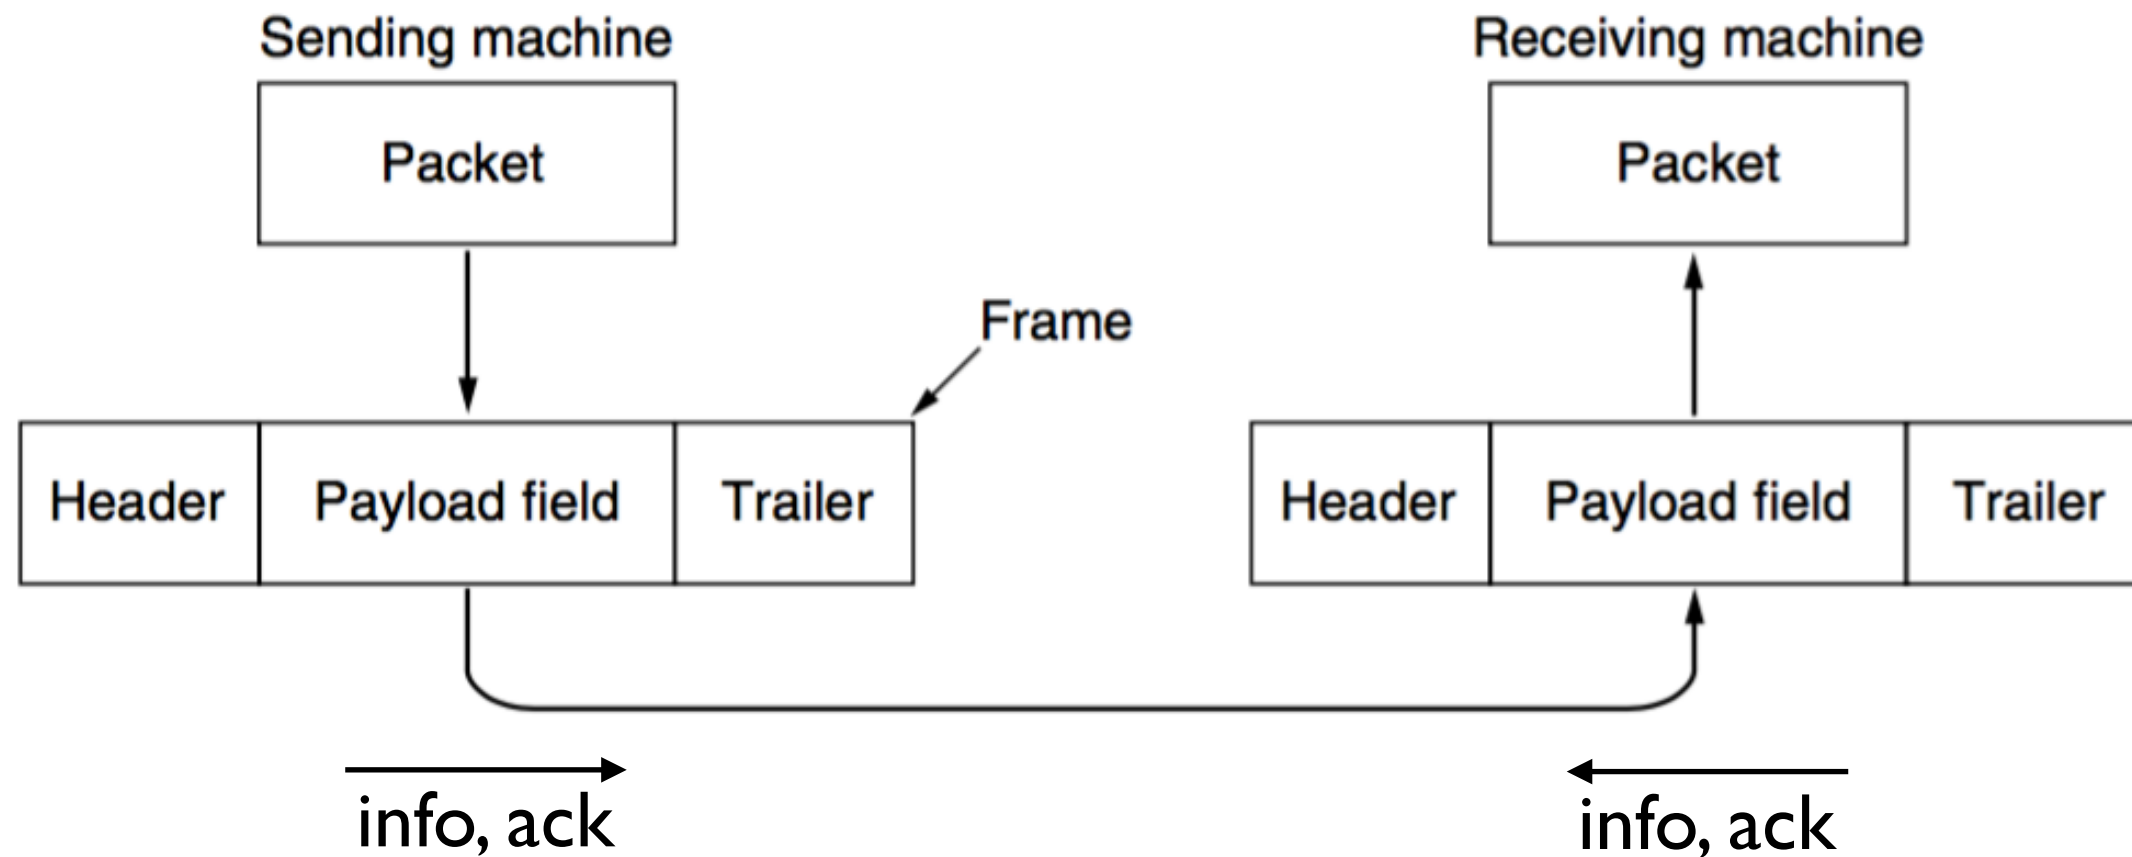 Sending machine
Receiving machine
Packet
Packet
Frame
Header
Payload field
Trailer
Header
Payload field
Trailer
info, ack
info, ack